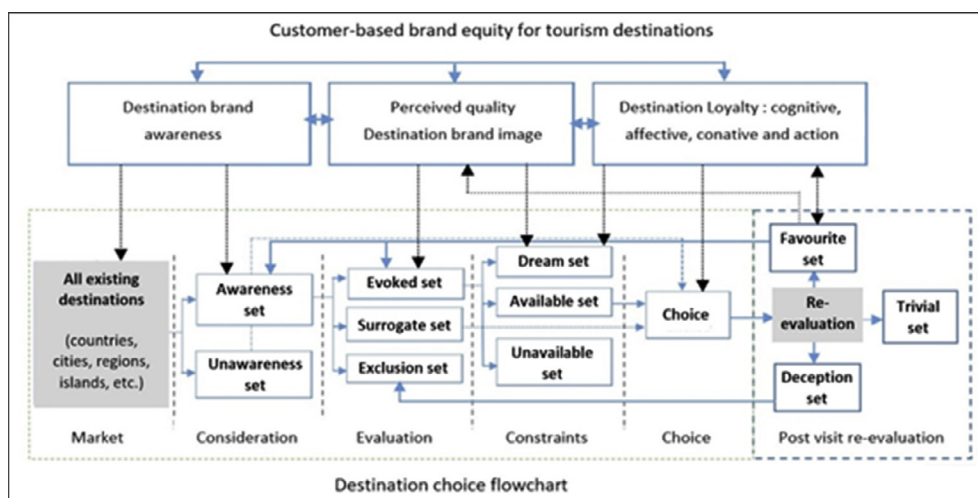 Customer-based brand equity for tourism destinations
Destination brand
awareness
Perceived quality
Destination brand image
Destination Loyalty : cognitive,
affective, conative and action
All existing
destinations
(countries,
cities, regions,
islands, etc.)
Awareness
set
Unawareness
set
Evoked set
Surrogate set
Exclusion set
Dream set
Available set
Unavailable
set
Choice
Favourite
set
Re-
evaluation
Trivial
set
Deception
set
Market
Consideration
Evaluation
Constraints
Choice
Post visit re-evaluation
Destination choice flowchart